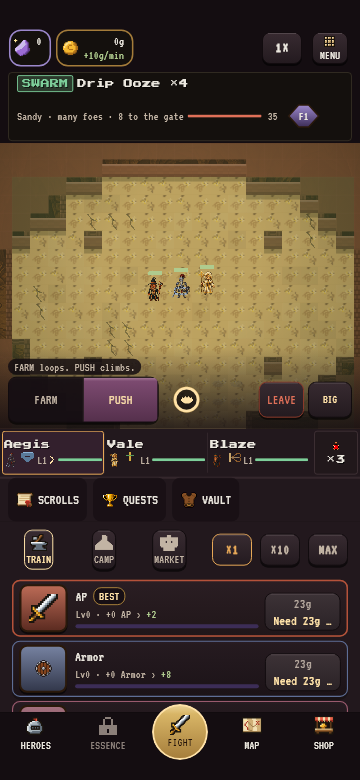 0
0g
+10g/min
1X
MENU
SWARM Drip Ooze ×4
Sandy · many foes · 8 to the gate 35 F1
FARM loops. PUSH climbs.
FARM PUSH LEAVE BIG
Aegis Vale Blaze
L1 L1 L1 ×3
SCROLLS QUESTS VAULT
TRAIN CAMP MARKET X1 X10 MAX
AP BEST 23g
Lv0 · +0 AP › +2 Need 23g …
Armor 23g
Lv0 · +0 Armor › +8 Need 23g …
HEROES ESSENCE FIGHT MAP SHOP